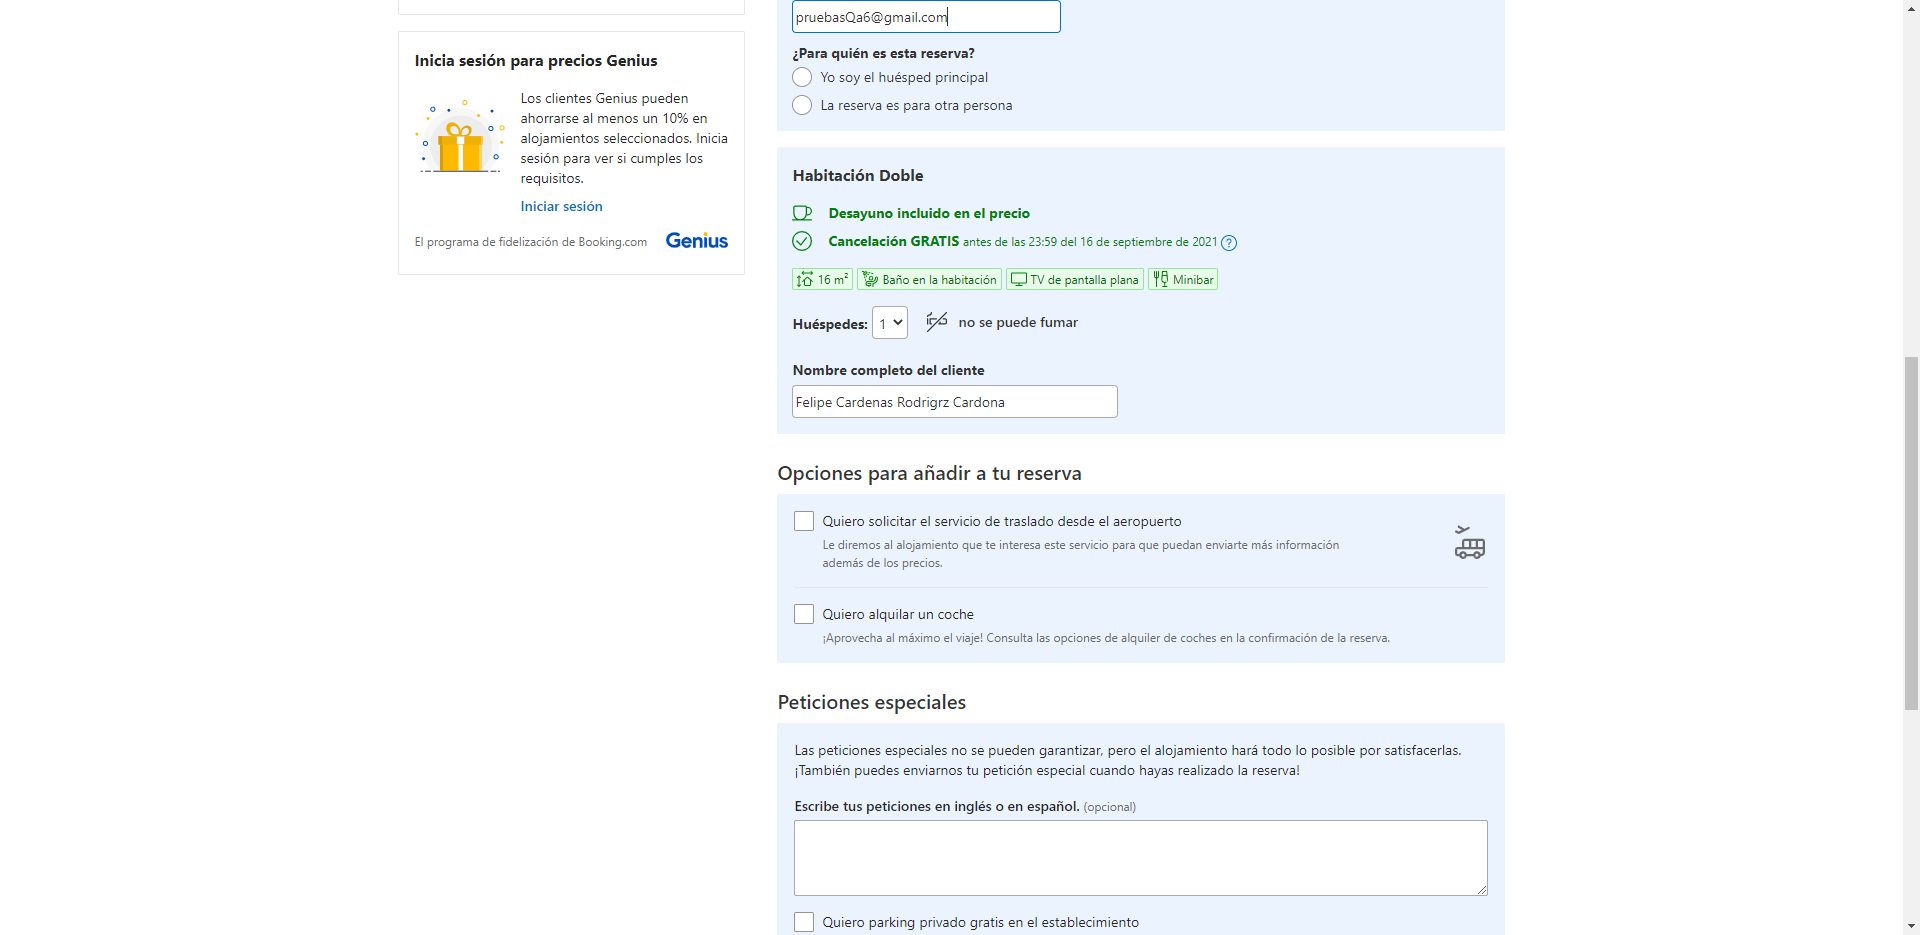 Inicia sesión para precios Genius
Los clientes Genius pueden
ahorrarse al menos un 10% en
alojamientos seleccionados. Inicia
sesión para ver si cumples los
requisitos.
Iniciar sesión
El programa de fidelización de Booking.com Genius
pruebasQa6@gmail.com
¿Para quién es esta reserva?
Yo soy el huésped principal
La reserva es para otra persona
Habitación Doble
Desayuno incluido en el precio
Cancelación GRATIS antes de las 23:59 del 16 de septiembre de 2021 ?
16 m² Baño en la habitación TV de pantalla plana Minibar
Huéspedes: 1 no se puede fumar
Nombre completo del cliente
Felipe Cardenas Rodrigrz Cardona
Opciones para añadir a tu reserva
Quiero solicitar el servicio de traslado desde el aeropuerto
Le diremos al alojamiento que te interesa este servicio para que puedan enviarte más información
además de los precios.
Quiero alquilar un coche
¡Aprovecha al máximo el viaje! Consulta las opciones de alquiler de coches en la confirmación de la reserva.
Peticiones especiales
Las peticiones especiales no se pueden garantizar, pero el alojamiento hará todo lo posible por satisfacerlas.
¡También puedes enviarnos tu petición especial cuando hayas realizado la reserva!
Escribe tus peticiones en inglés o en español. (opcional)
Quiero parking privado gratis en el establecimiento